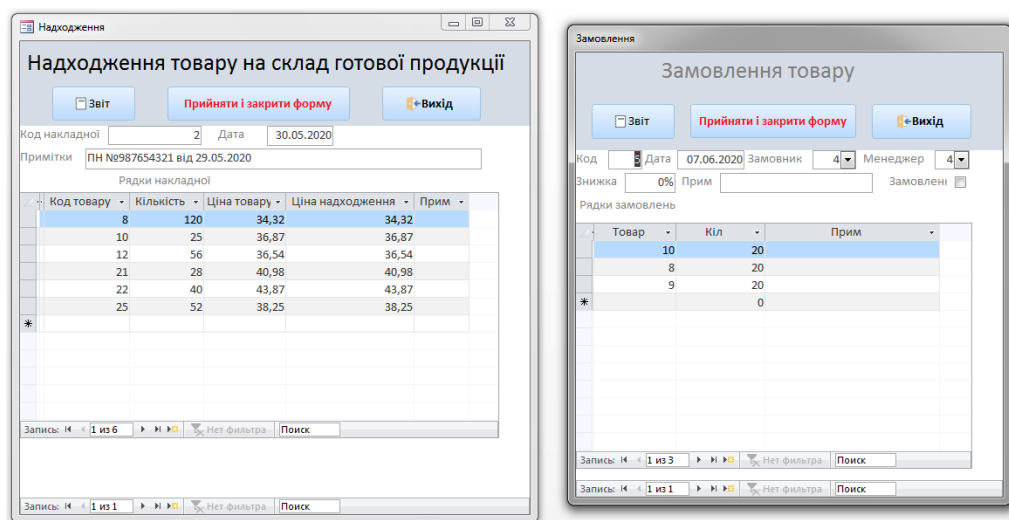 Надходження
Надходження товару на склад готової продукції
Звіт Прийняти і закрити форму Вихід
Код накладної 2 Дата 30.05.2020
Примітки ПН №987654321 від 29.05.2020
Рядки накладної
Код товару Кількість Ціна товару Ціна надходження Прим
8 120 34,32 34,32
10 25 36,87 36,87
12 56 36,54 36,54
21 28 40,98 40,98
22 40 43,87 43,87
25 52 38,25 38,25
Запись: 1 из 6 Нет фильтра Поиск
Запись: 1 из 1 Нет фильтра Поиск
Замовлення
Замовлення товару
Звіт Прийняти і закрити форму Вихід
Код 5 Дата 07.06.2020 Замовник 4 Менеджер 4
Знижка 0% Прим Замовлені
Рядки замовлень
Товар Кіл Прим
10 20
8 20
9 20
0
Запись: 1 из 3 Нет фильтра Поиск
Запись: 1 из 1 Нет фильтра Поиск